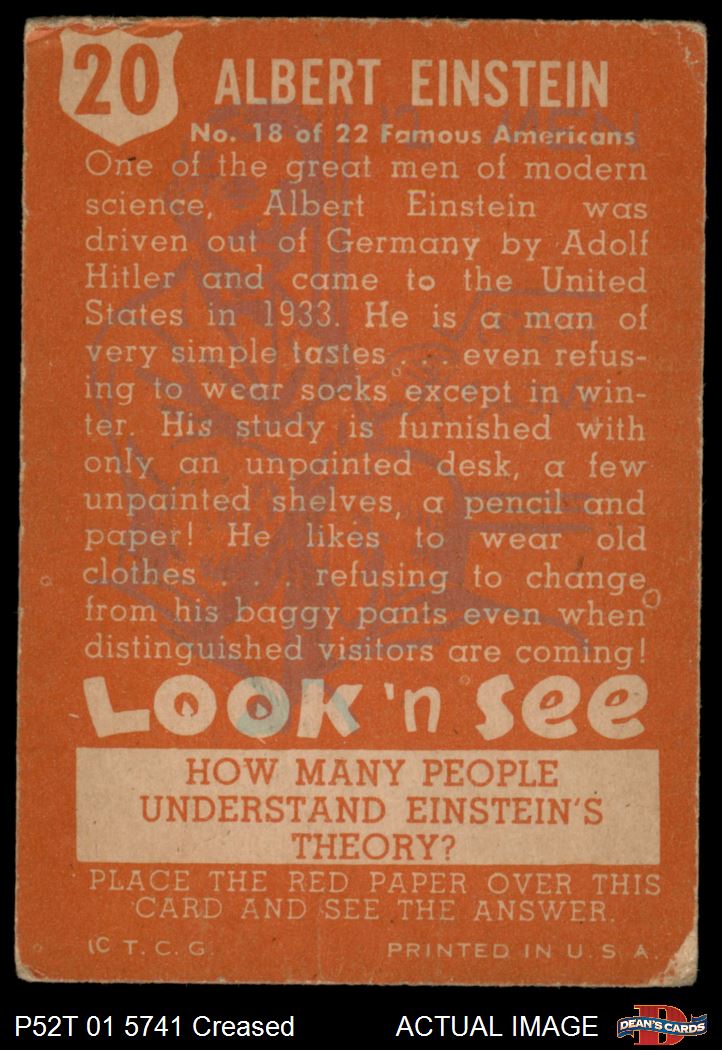 20 ALBERT EINSTEIN
No. 18 of 22 Famous Americans
One of the great men of modern
science, Albert Einstein was
driven out of Germany by Adolf
Hitler and came to the United
States in 1933. He is a man of
very simple tastes . . . even refus-
ing to wear socks except in win-
ter. His study is furnished with
only an unpainted desk, a few
unpainted shelves, a pencil and
paper! He likes to wear old
clothes . . . . refusing to change
from his baggy pants even when
distinguished visitors are coming!
LOOK 'n SEE
HOW MANY PEOPLE
UNDERSTAND EINSTEIN'S
THEORY?
PLACE THE RED PAPER OVER THIS
CARD AND SEE THE ANSWER.
(C T. C. G. PRINTED IN U. S. A.
P52T 01 5741 Creased ACTUAL IMAGE DEAN'S CARDS